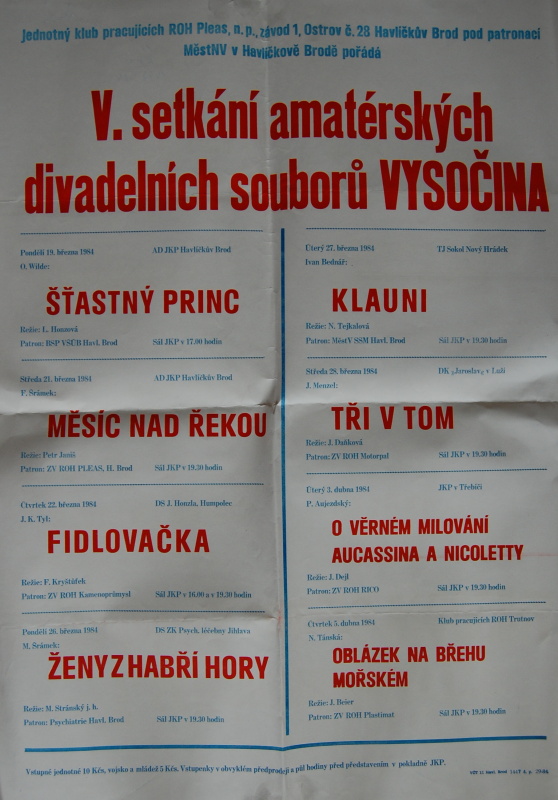 Jednotný klub pracujících ROH Pleas, n. p., závod 1, Ostrov č. 28 Havlíčkův Brod pod patronací
MěstNV v Havlíčkově Brodě pořádá
V. setkání amatérských
divadelních souborů VYSOČINA
Pondělí 19. března 1984 AD JKP Havlíčkův Brod
O. Wilde:
ŠŤASTNÝ PRINC
Režie: L. Honzová
Patron: BSP VŠÚB Havl. Brod Sál JKP v 17.00 hodin
Středa 21. března 1984 AD JKP Havlíčkův Brod
F. Šrámek:
MĚSÍC NAD ŘEKOU
Režie: Petr Janiš
Patron: ZV ROH PLEAS, H. Brod Sál JKP v 19.30 hodin
Čtvrtek 22. března 1984 DS J. Honzla, Humpolec
J. K. Tyl:
FIDLOVAČKA
Režie: F. Kryštůfek
Patron: ZV ROH Kamenoprůmysl Sál JKP v 16.00 a v 19.30 hodin
Pondělí 26. března 1984 DS ZK Psych. léčebny Jihlava
M. Šrámek:
ŽENY Z HABŘÍ HORY
Režie: M. Stránský j. h.
Patron: Psychiatrie Havl. Brod Sál JKP v 19.30 hodin
Úterý 27. března 1984 TJ Sokol Nový Hrádek
Ivan Bednář:
KLAUNI
Režie: N. Tejkalová
Patron: MěstV SSM Havl. Brod Sál JKP v 19.30 hodin
Středa 28. března 1984 DK „Jaroslav„ v Luži
J. Menzel:
TŘI V TOM
Režie: J. Daňková
Patron: ZV ROH Motorpal Sál JKP v 19.30 hodin
Úterý 3. dubna 1984 JKP v Třebíči
P. Aujezdský:
O VĚRNÉM MILOVÁNÍ
AUCASSINA A NICOLETTY
Režie: J. Dejl
Patron: ZV ROH RICO Sál JKP v 19.30 hodin
Čtvrtek 5. dubna 1984 Klub pracujících ROH Trutnov
N. Tánská:
OBLÁZEK NA BŘEHU
MOŘSKÉM
Režie: J. Beier
Patron: ZV ROH Plastimat Sál JKP v 19.30 hodin
Vstupné jednotné 10 Kčs, vojsko a mládež 5 Kčs. Vstupenky v obvyklém předprodeji a půl hodiny před představením v pokladně JKP.